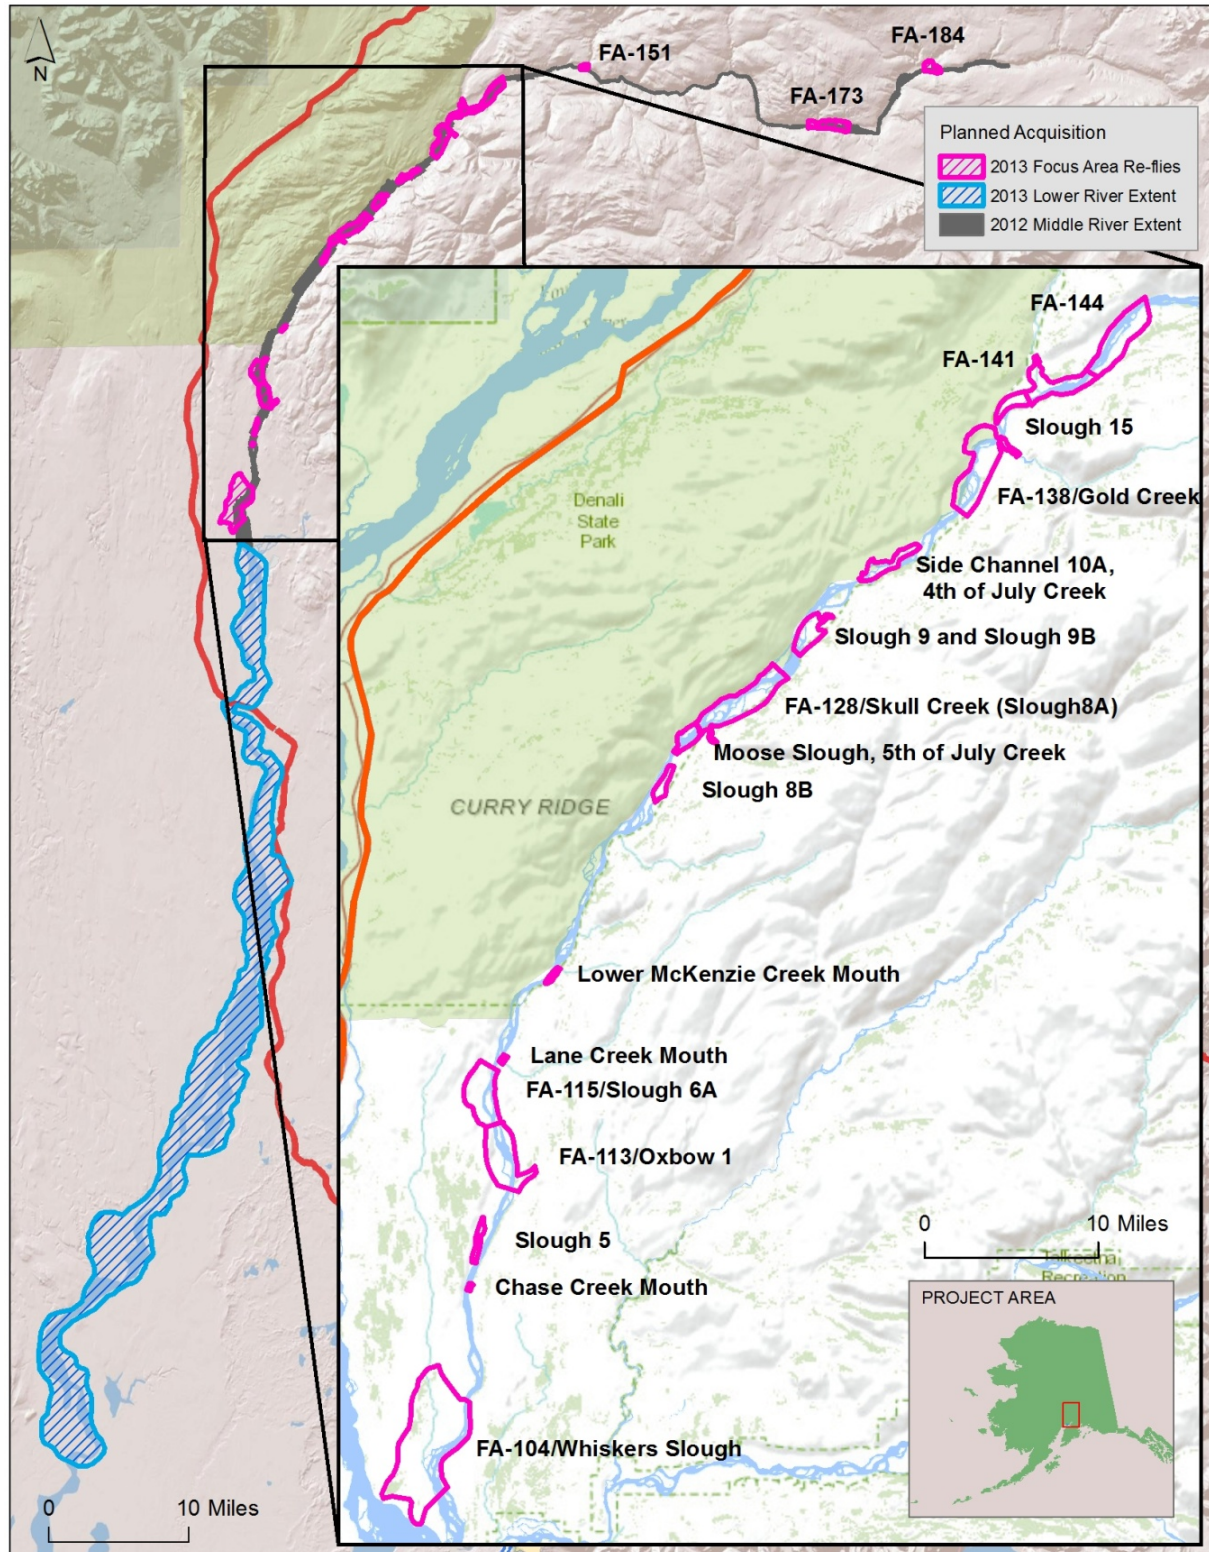 N
FA-151
FA-184
FA-173
Planned Acquisition
2013 Focus Area Re-flies
2013 Lower River Extent
2012 Middle River Extent
FA-144
FA-141
Slough 15
FA-138/Gold Creek
Denali
State
Park
Side Channel 10A,
4th of July Creek
Slough 9 and Slough 9B
FA-128/Skull Creek (Slough8A)
Moose Slough, 5th of July Creek
Slough 8B
CURRY RIDGE
Lower McKenzie Creek Mouth
Lane Creek Mouth
FA-115/Slough 6A
FA-113/Oxbow 1
Slough 5
Chase Creek Mouth
FA-104/Whiskers Slough
0 10 Miles
Talkeetna
Recreation
PROJECT AREA
0 10 Miles